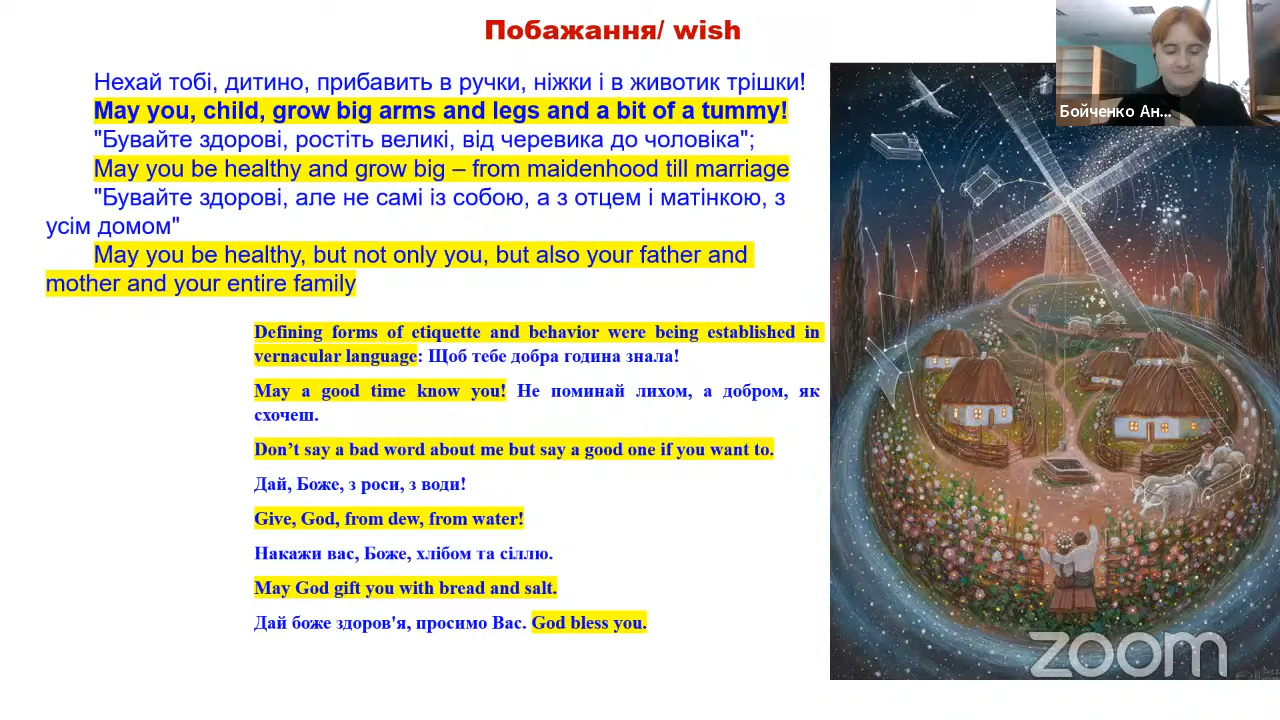 Побажання/ wish
Нехай тобі, дитино, прибавить в ручки, ніжки і в животик трішки!
May you, child, grow big arms and legs and a bit of a tummy!
"Бувайте здорові, ростіть великі, від черевика до чоловіка";
May you be healthy and grow big – from maidenhood till marriage
"Бувайте здорові, але не самі із собою, а з отцем і матінкою, з
усім домом"
May you be healthy, but not only you, but also your father and
mother and your entire family
Defining forms of etiquette and behavior were being established in
vernacular language: Щоб тебе добра година знала!
May a good time know you! Не поминай лихом, а добром, як
схочеш.
Don’t say a bad word about me but say a good one if you want to.
Дай, Боже, з роси, з води!
Give, God, from dew, from water!
Накажи вас, Боже, хлібом та сіллю.
May God gift you with bread and salt.
Дай боже здоров'я, просимо Вас. God bless you.
Бойченко Ан...
zoom